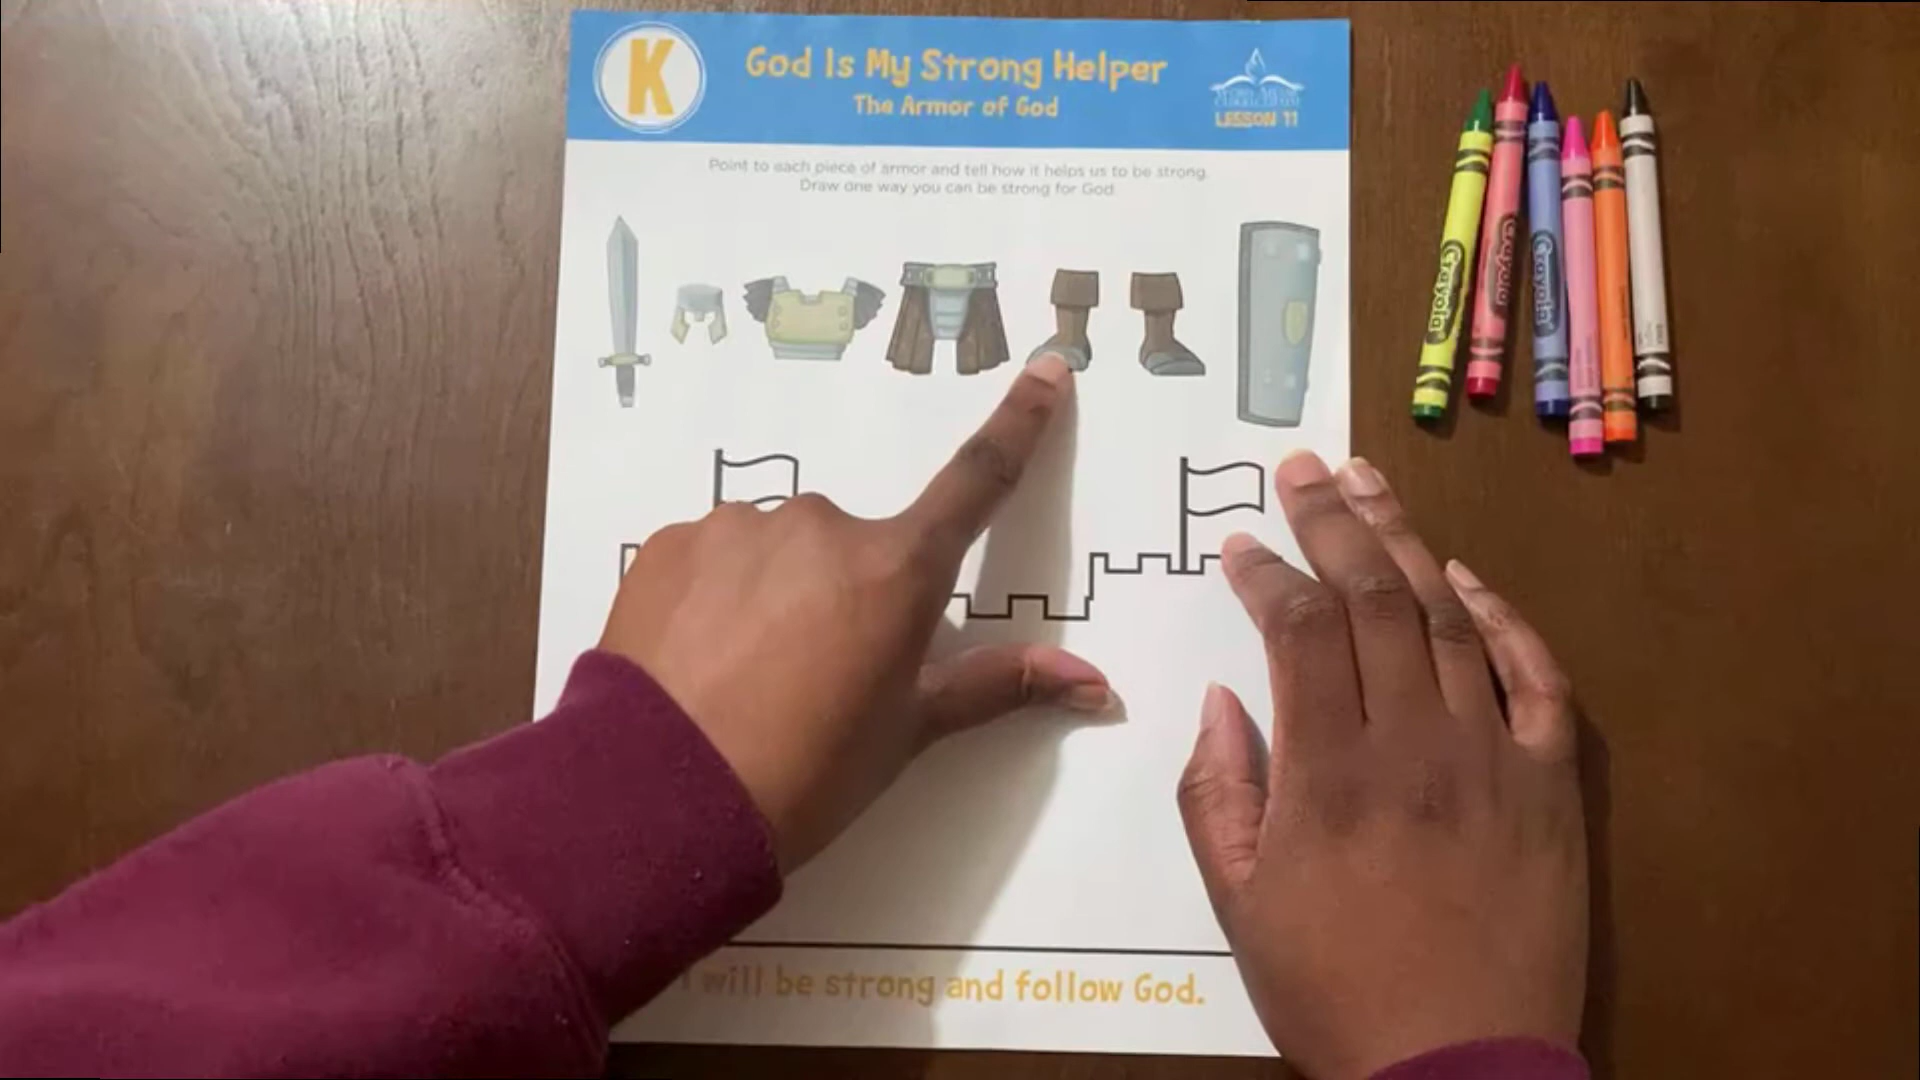 K
God Is My Strong Helper
The Armor of God
LESSON 11
Point to each piece of armor and tell how it helps us to be strong.
Draw one way you can be strong for God
Crayola
Crayola
Crayola
I will be strong and follow God.